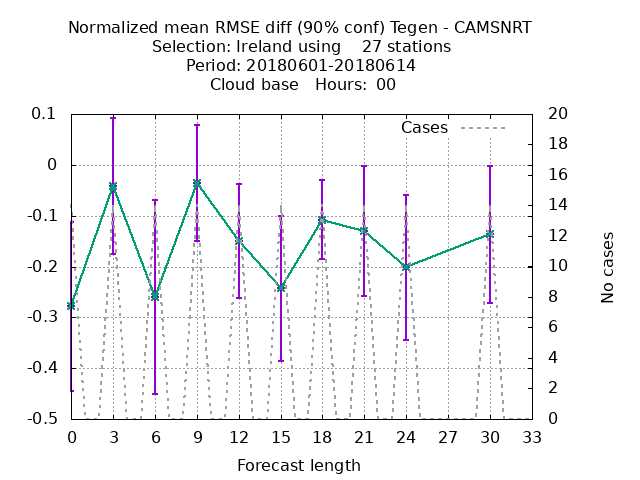 Normalized mean RMSE diff (90% conf) Tegen - CAMSNRT
Selection: Ireland using    27 stations
Period: 20180601-20180614
Cloud base   Hours:  00
Cases
0.1
0
-0.1
-0.2
-0.3
-0.4
-0.5
20
18
16
14
12
10
8
6
4
2
0
No cases
0 3 6 9 12 15 18 21 24 27 30 33
Forecast length